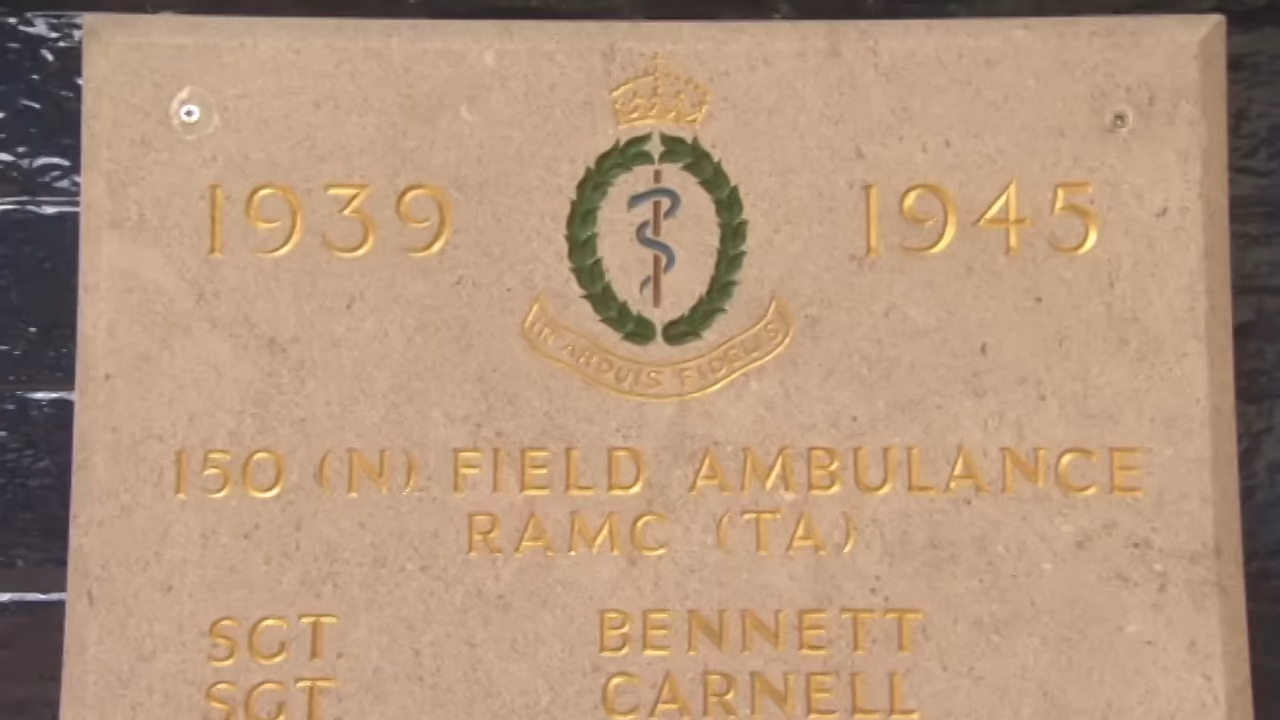 1939 1945
IN ARDUIS FIDELIS
150 (N) FIELD AMBULANCE
RAMC (TA)
SGT. BENNETT
SGT. CARNELL